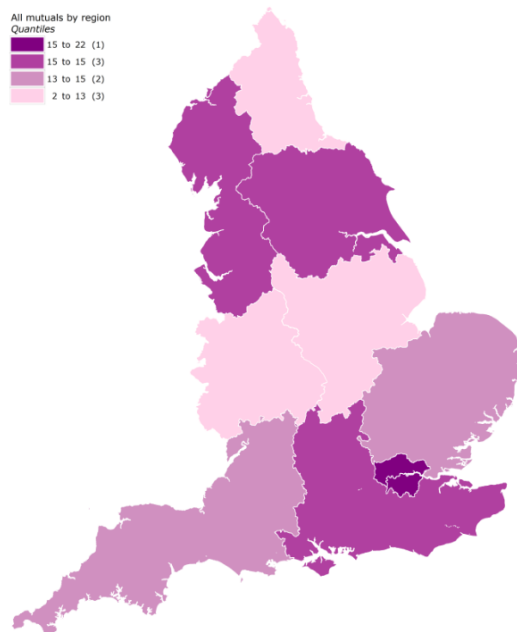 All mutuals by region
Quantiles
15 to 22 (1)
15 to 15 (3)
13 to 15 (2)
2 to 13 (3)